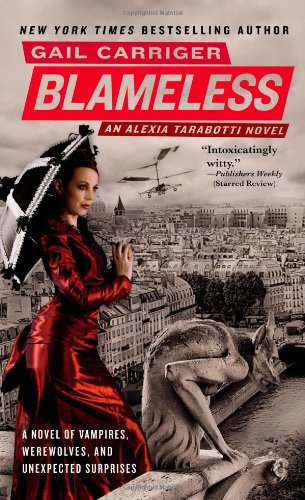 NEW YORK TIMES BESTSELLING AUTHOR
GAIL CARRIGER
BLAMELESS
AN ALEXIA TARABOTTI NOVEL
“Intoxicatingly
witty.”
—Publishers Weekly
(Starred Review)
A NOVEL OF VAMPIRES,
WEREWOLVES, AND
UNEXPECTED SURPRISES